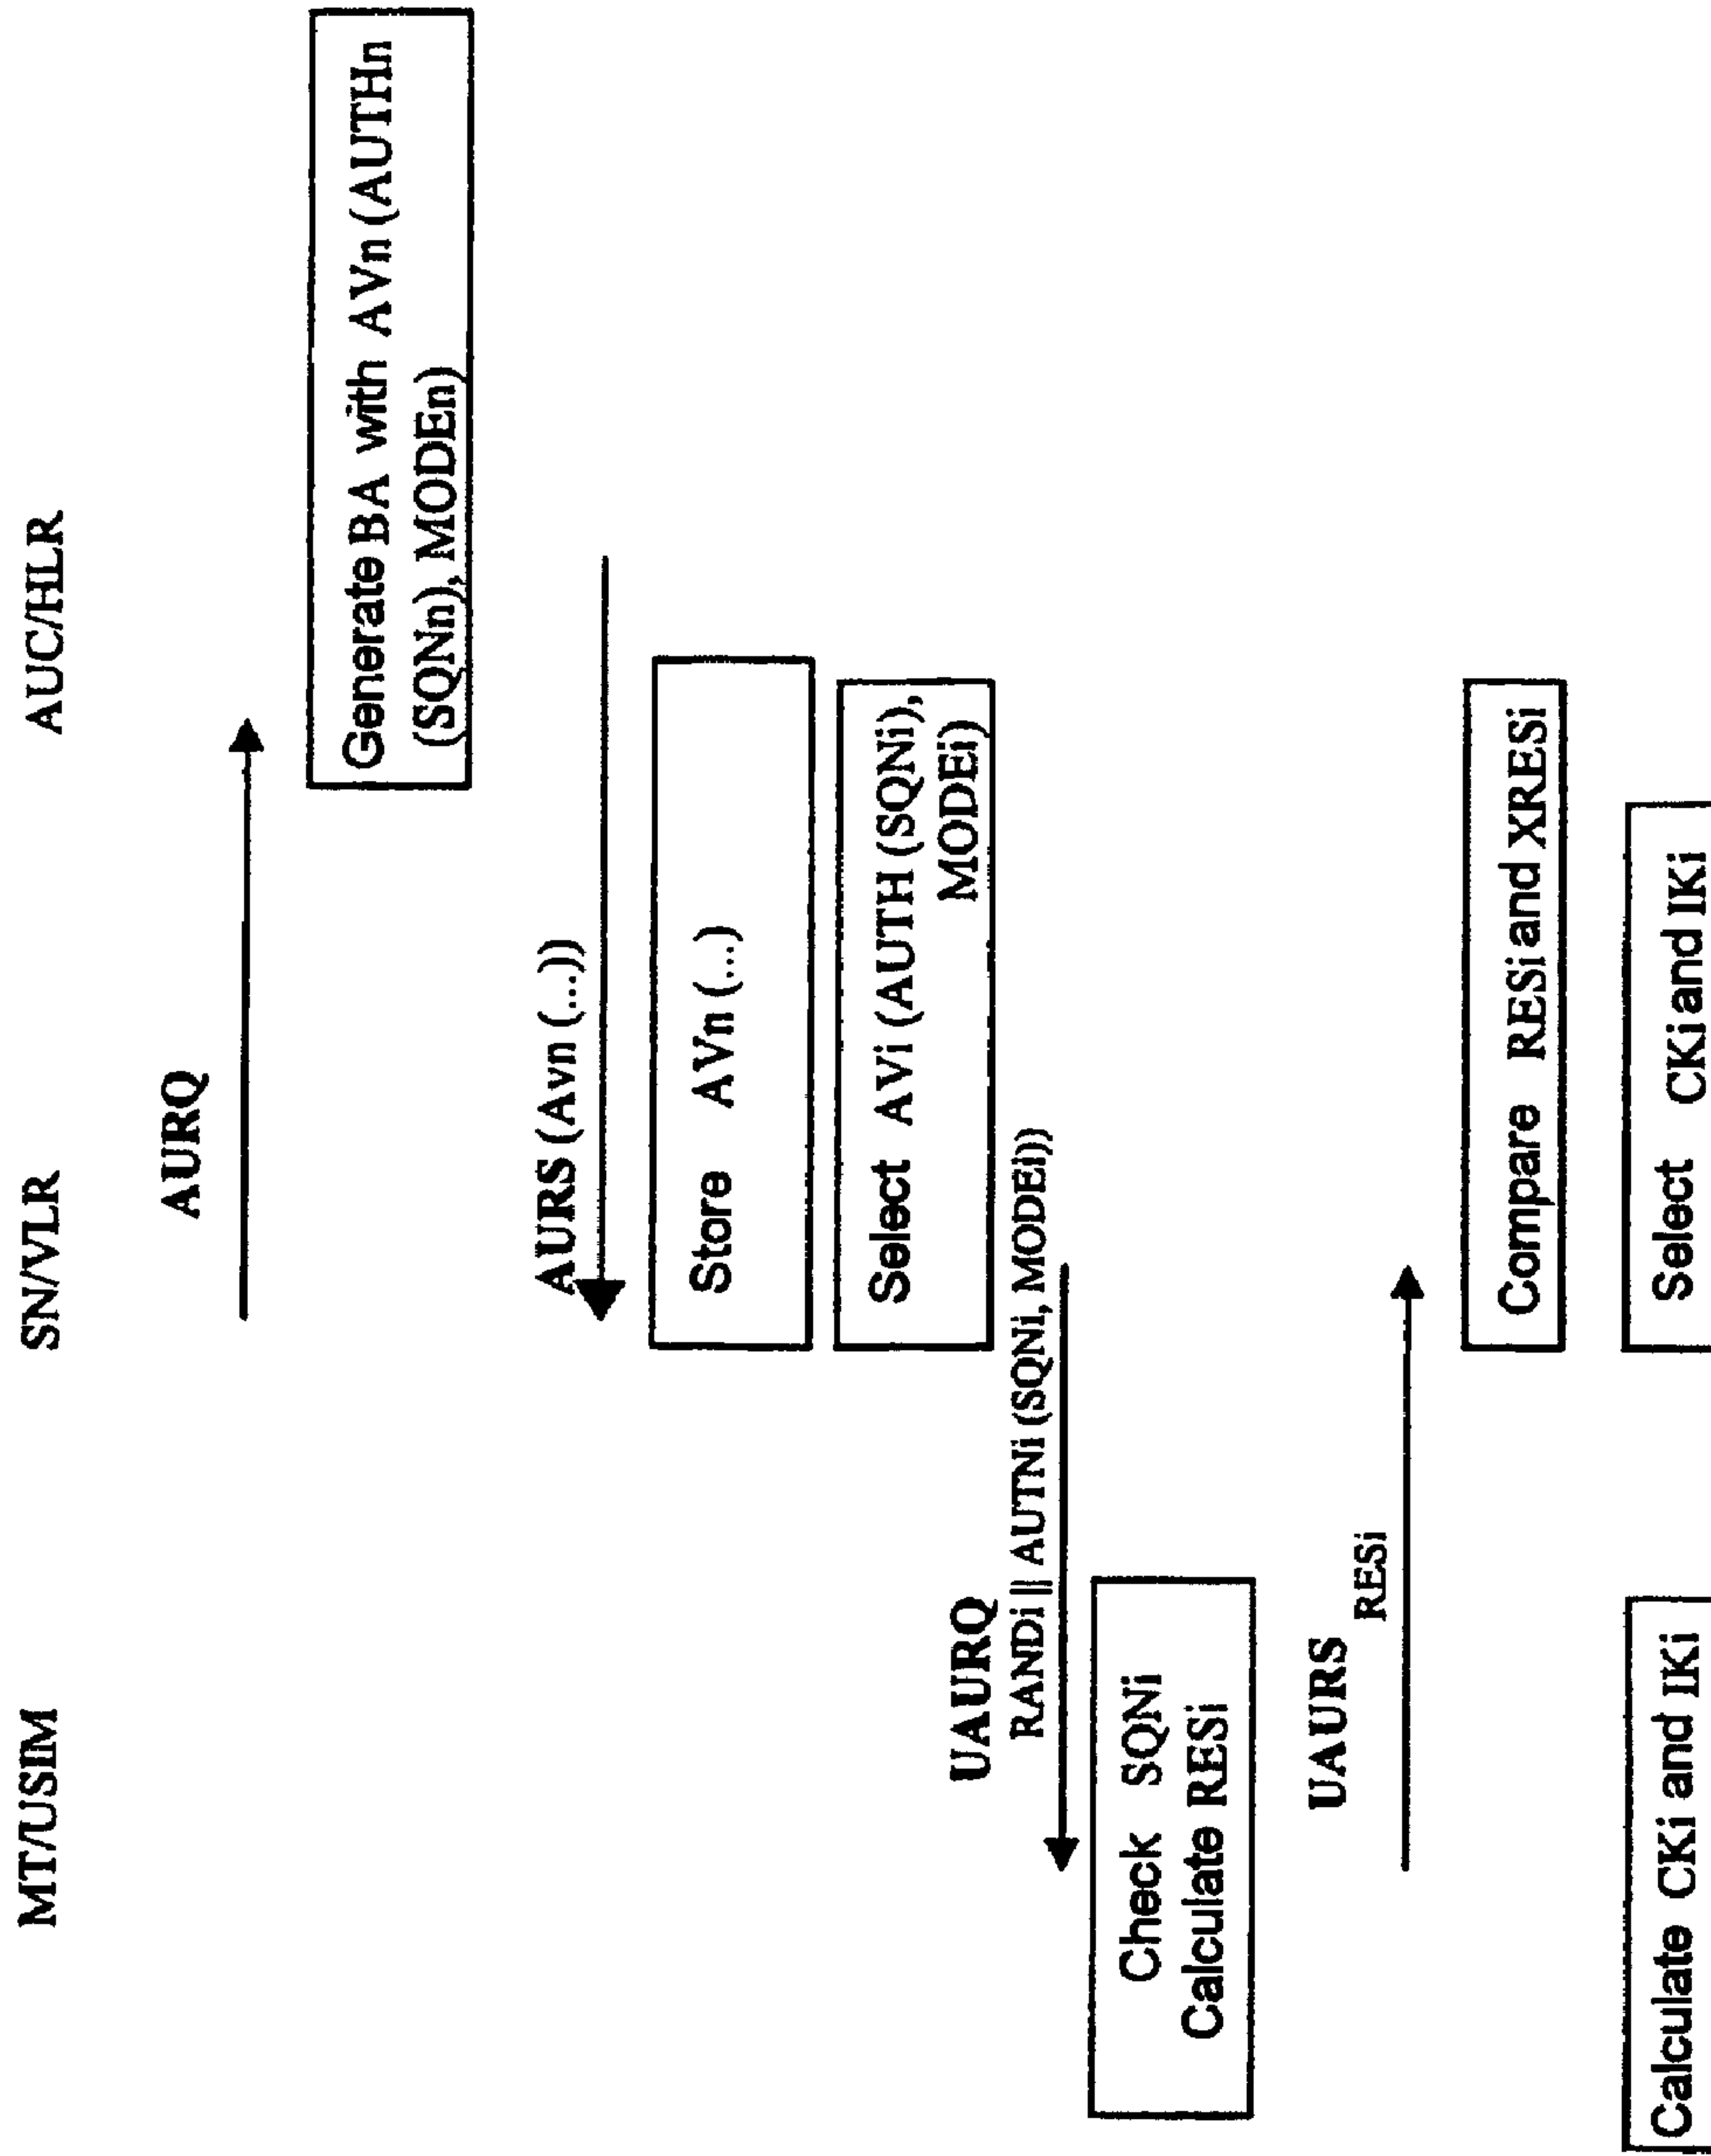 MT/USIM
SN/VLR
AUC/HLR
AURQ
Generate BA with AVn (AUTHn
(SQNn), MODEn)
AURS (Avn (...))
Store AVn (...)
Select AVi (AUTH (SQNi),
MODEi)
UAURQ
RANDi || AUTNi (SQNi, MODEi))
Check SQNi
Calculate RESi
UAURS
RESi
Compare RESi and XRESi
Calculate CKi and IKi
Select CKi and IKi